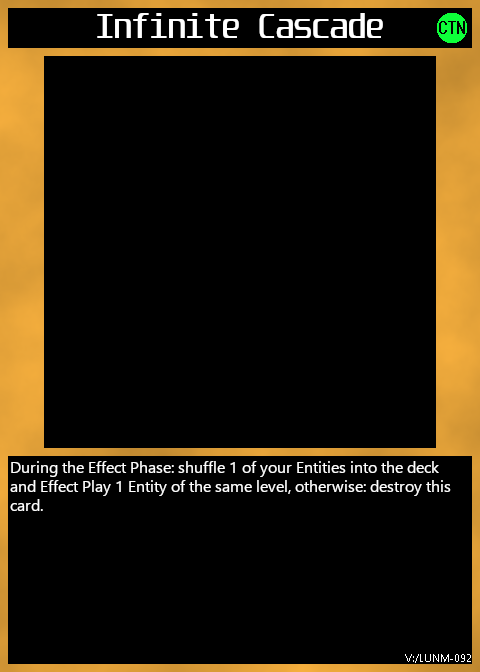 Infinite Cascade
CTN
During the Effect Phase: shuffle 1 of your Entities into the deck
and Effect Play 1 Entity of the same level, otherwise: destroy this
card.
V:/LUNM-092